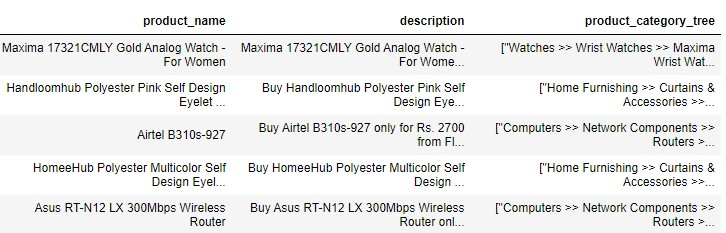 product_name description product_category_tree
Maxima 17321CMLY Gold Analog Watch - Maxima 17321CMLY Gold Analog Watch - ["Watches >> Wrist Watches >> Maxima
For Women For Wome... Wrist Wat...
Handloomhub Polyester Pink Self Design Buy Handloomhub Polyester Pink Self ["Home Furnishing >> Curtains &
Eyelet ... Design Eye... Accessories >>...
Airtel B310s-927 Buy Airtel B310s-927 only for Rs. 2700 ["Computers >> Network Components >>
from Fl... Routers >...
HomeeHub Polyester Multicolor Self Buy HomeeHub Polyester Multicolor Self ["Home Furnishing >> Curtains &
Design Eyel... Design ... Accessories >>...
Asus RT-N12 LX 300Mbps Wireless Buy Asus RT-N12 LX 300Mbps Wireless ["Computers >> Network Components >>
Router Router onl... Routers >...